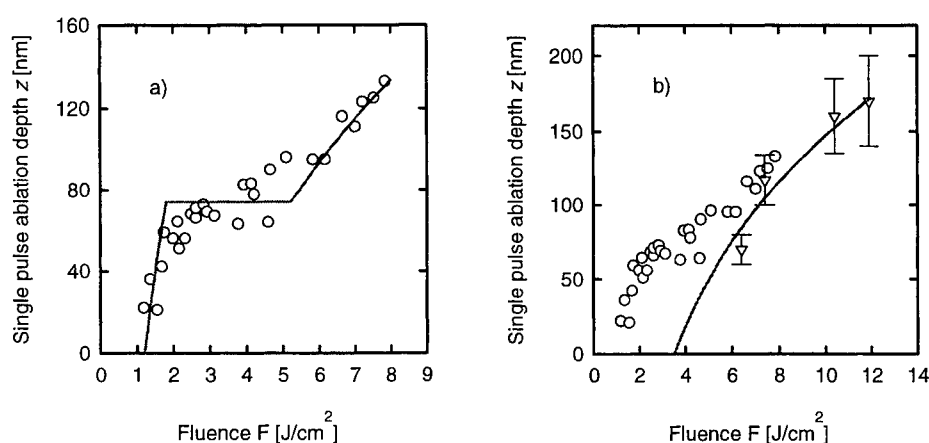 160
120
80
40
0
Single pulse ablation depth z [nm]
a)
0 1 2 3 4 5 6 7 8 9
Fluence F [J/cm²]
200
150
100
50
0
Single pulse ablation depth z [nm]
b)
0 2 4 6 8 10 12 14
Fluence F [J/cm²]